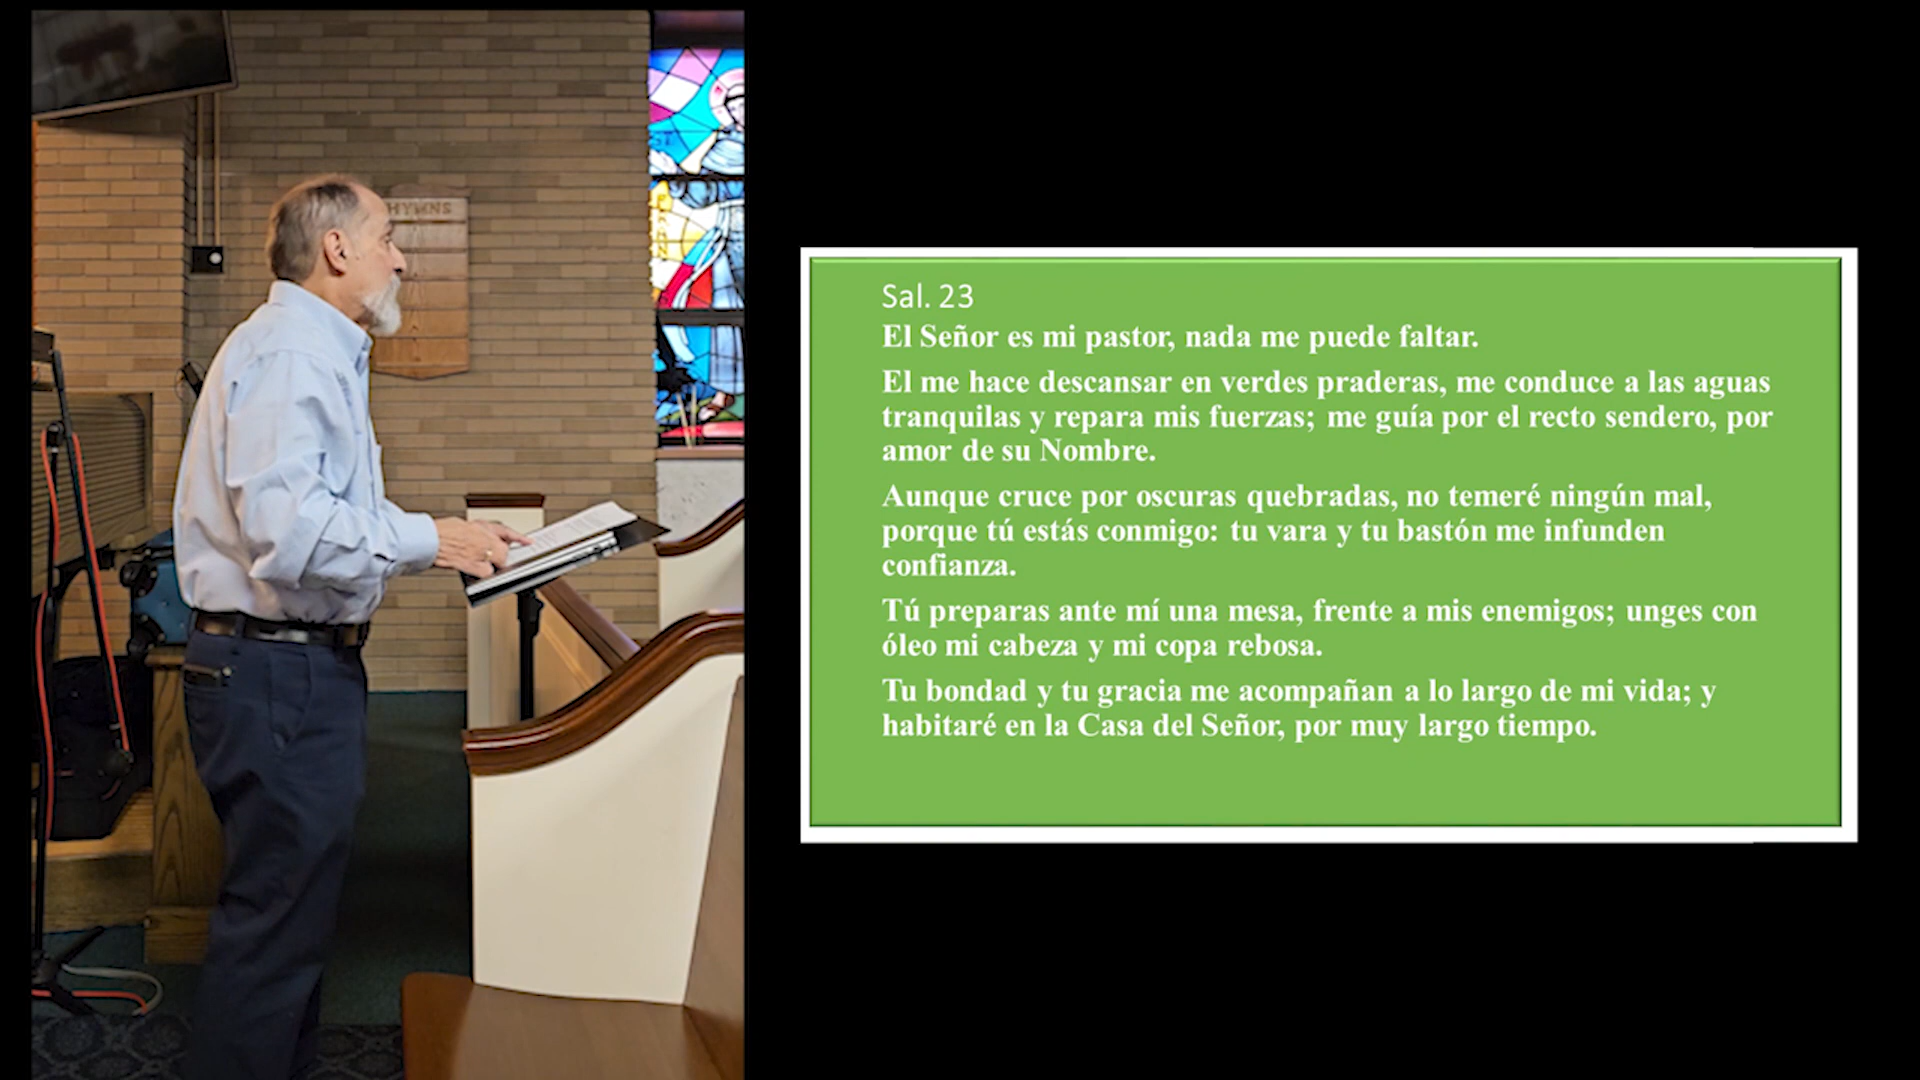 HYMNS
Sal. 23
El Señor es mi pastor, nada me puede faltar.
El me hace descansar en verdes praderas, me conduce a las aguas
tranquilas y repara mis fuerzas; me guía por el recto sendero, por
amor de su Nombre.
Aunque cruce por oscuras quebradas, no temeré ningún mal,
porque tú estás conmigo: tu vara y tu bastón me infunden
confianza.
Tú preparas ante mí una mesa, frente a mis enemigos; unges con
óleo mi cabeza y mi copa rebosa.
Tu bondad y tu gracia me acompañan a lo largo de mi vida; y
habitaré en la Casa del Señor, por muy largo tiempo.